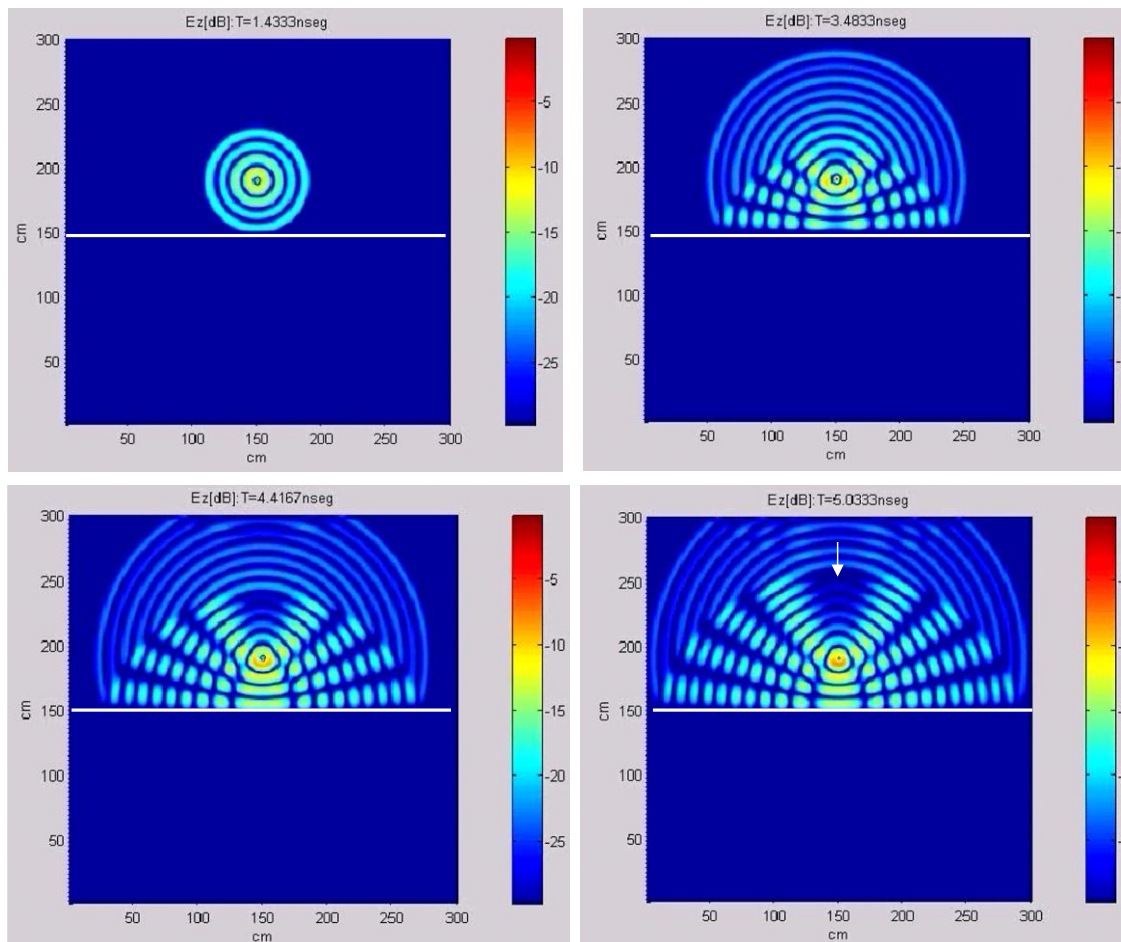 Ez[dB]:T=1.4333nseg
300
250
200
150
100
50
cm
50 100 150 200 250 300
cm
-5
-10
-15
-20
-25
Ez[dB]:T=3.4833nseg
300
250
200
150
100
50
cm
50 100 150 200 250 300
cm
Ez[dB]:T=4.4167nseg
300
250
200
150
100
50
cm
50 100 150 200 250 300
cm
-5
-10
-15
-20
-25
Ez[dB]:T=5.0333nseg
300
250
200
150
100
50
cm
50 100 150 200 250 300
cm